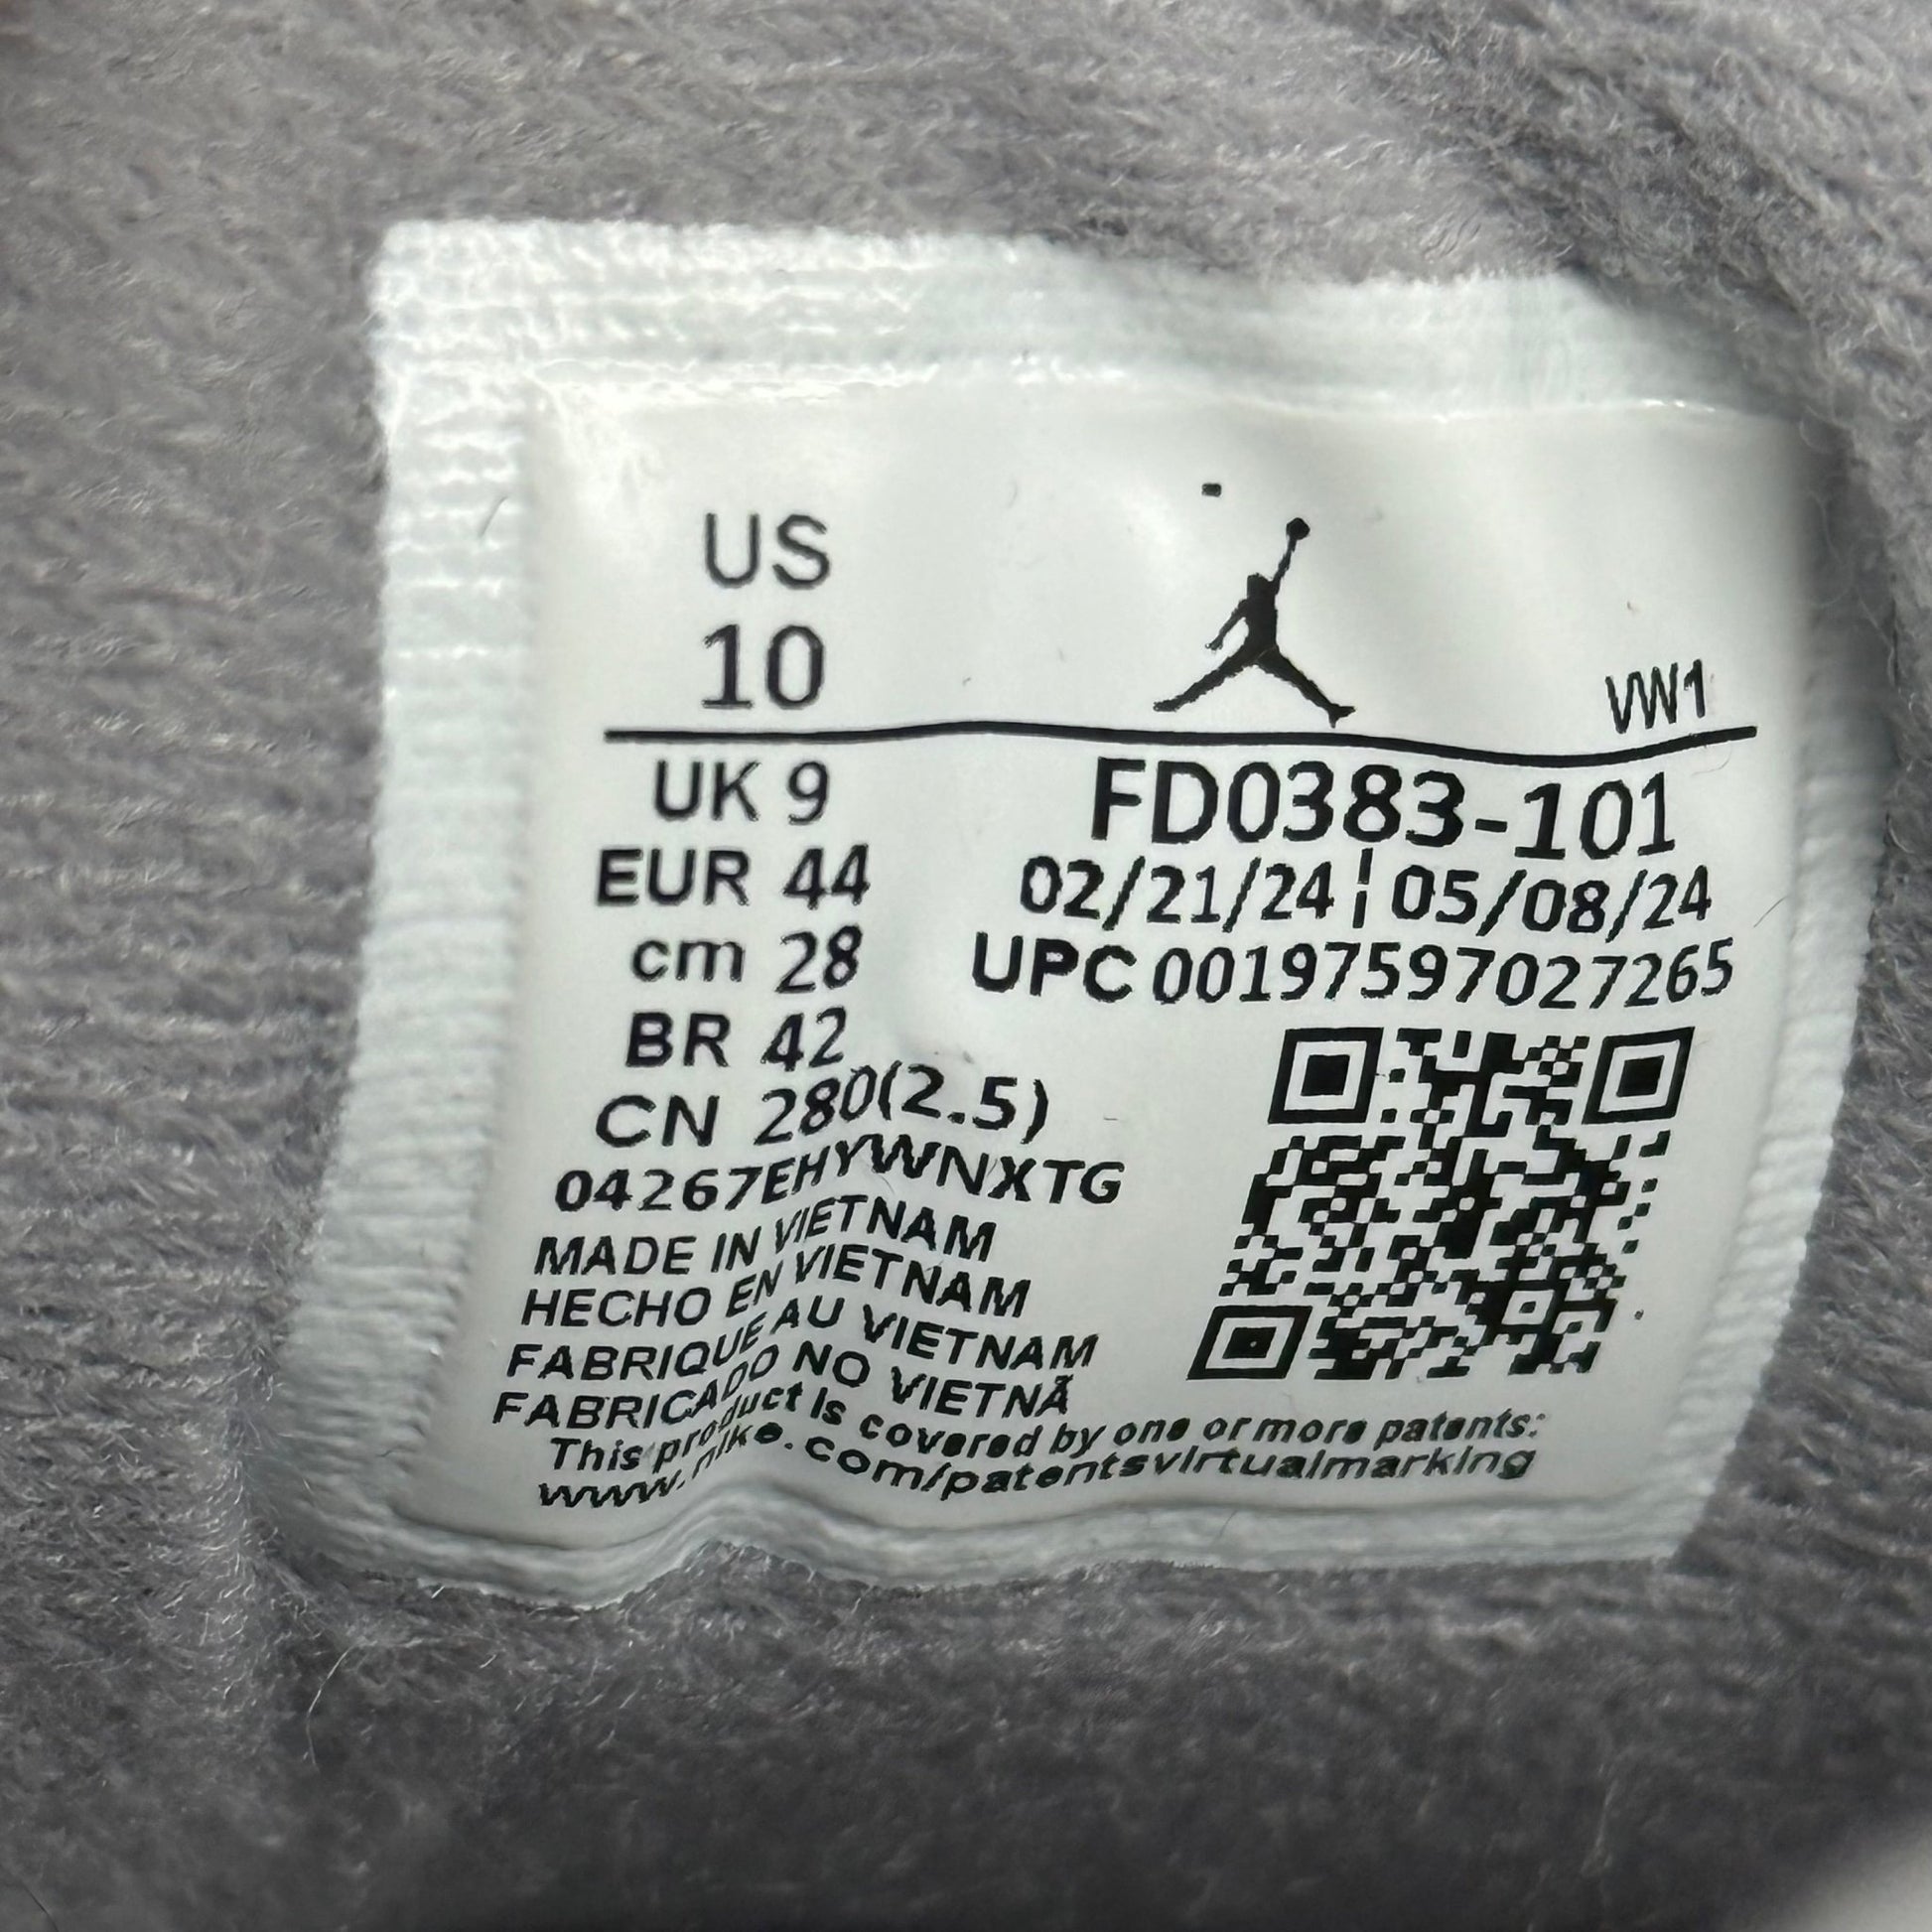 US
10
VW1
UK 9
EUR 44
cm 28
BR 42
CN 280(2.5)
FD0383-101
02/21/24 ¦ 05/08/24
UPC 00197597027265
04267EHYWNXTG
MADE IN VIETNAM
HECHO EN VIETNAM
FABRIQUE AU VIETNAM
FABRICADO NO VIETNÃ
This product is covered by one or more patents:
www.nike.com/patentsvirtualmarking